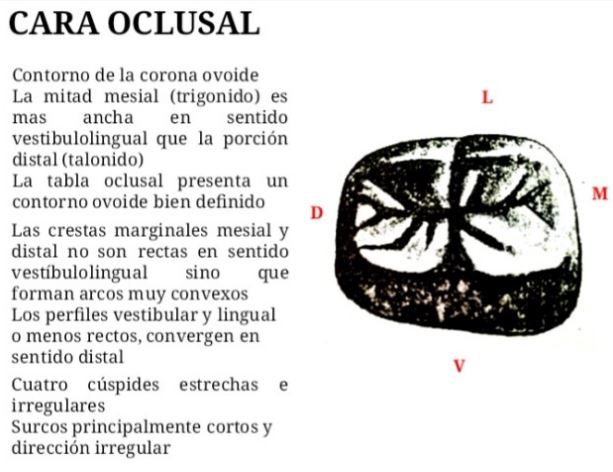 CARA OCLUSAL
Contorno de la corona ovoide
La mitad mesial (trigonido) es
mas ancha en sentido
vestibulolingual que la porción
distal (talonido)
La tabla oclusal presenta un
contorno ovoide bien definido
Las crestas marginales mesial y
distal no son rectas en sentido
vestíbulolingual sino que
forman arcos muy convexos
Los perfiles vestibular y lingual
o menos rectos, convergen en
sentido distal
Cuatro cúspides estrechas e
irregulares
Surcos principalmente cortos y
dirección irregular
L
D
M
V